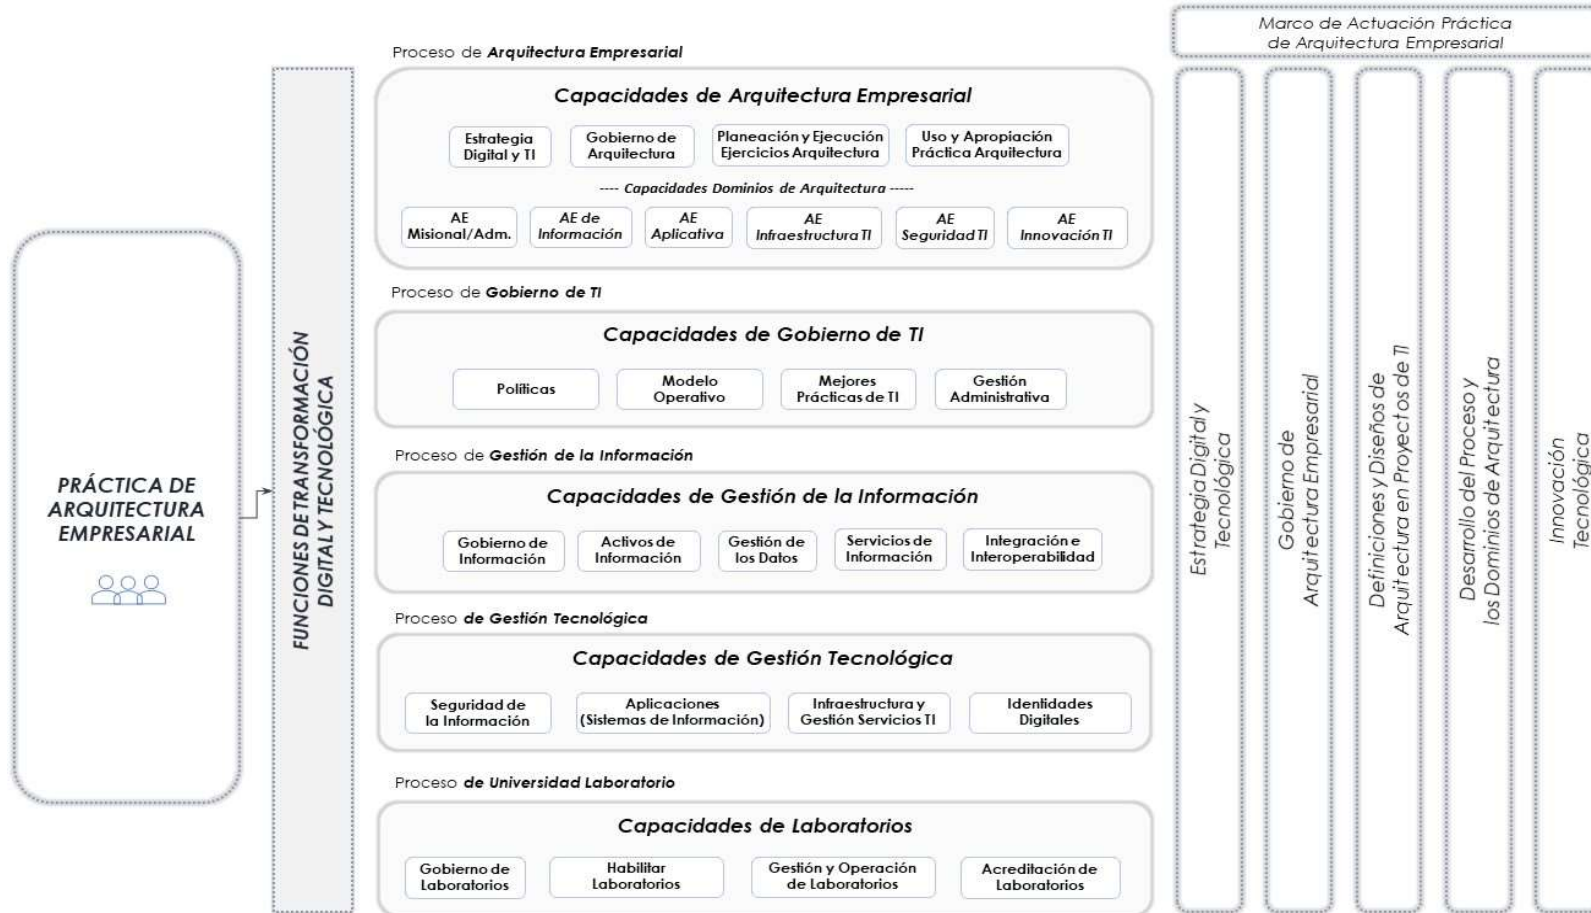 PRÁCTICA DE
ARQUITECTURA
EMPRESARIAL
FUNCIONES DE TRANSFORMACIÓN
DIGITAL Y TECNOLÓGICA
Proceso de Arquitectura Empresarial
Capacidades de Arquitectura Empresarial
Estrategia
Digital y TI
Gobierno de
Arquitectura
Planeación y Ejecución
Ejercicios Arquitectura
Uso y Apropiación
Práctica Arquitectura
---- Capacidades Dominios de Arquitectura -----
AE
Misional/Adm.
AE de
Información
AE
Aplicativa
AE
Infraestructura TI
AE
Seguridad TI
AE
Innovación TI
Proceso de Gobierno de TI
Capacidades de Gobierno de TI
Políticas
Modelo
Operativo
Mejores
Prácticas de TI
Gestión
Administrativa
Proceso de Gestión de la Información
Capacidades de Gestión de la Información
Gobierno de
Información
Activos de
Información
Gestión de
los Datos
Servicios de
Información
Integración e
Interoperabilidad
Proceso de Gestión Tecnológica
Capacidades de Gestión Tecnológica
Seguridad de
la Información
Aplicaciones
(Sistemas de Información)
Infraestructura y
Gestión Servicios TI
Identidades
Digitales
Proceso de Universidad Laboratorio
Capacidades de Laboratorios
Gobierno de
Laboratorios
Habilitar
Laboratorios
Gestión y Operación
de Laboratorios
Acreditación de
Laboratorios
Marco de Actuación Práctica
de Arquitectura Empresarial
Estrategia Digital y
Tecnológica
Gobierno de
Arquitectura Empresarial
Definiciones y Diseños de
Arquitectura en Proyectos de TI
Desarrollo del Proceso y
los Dominios de Arquitectura
Innovación
Tecnológica